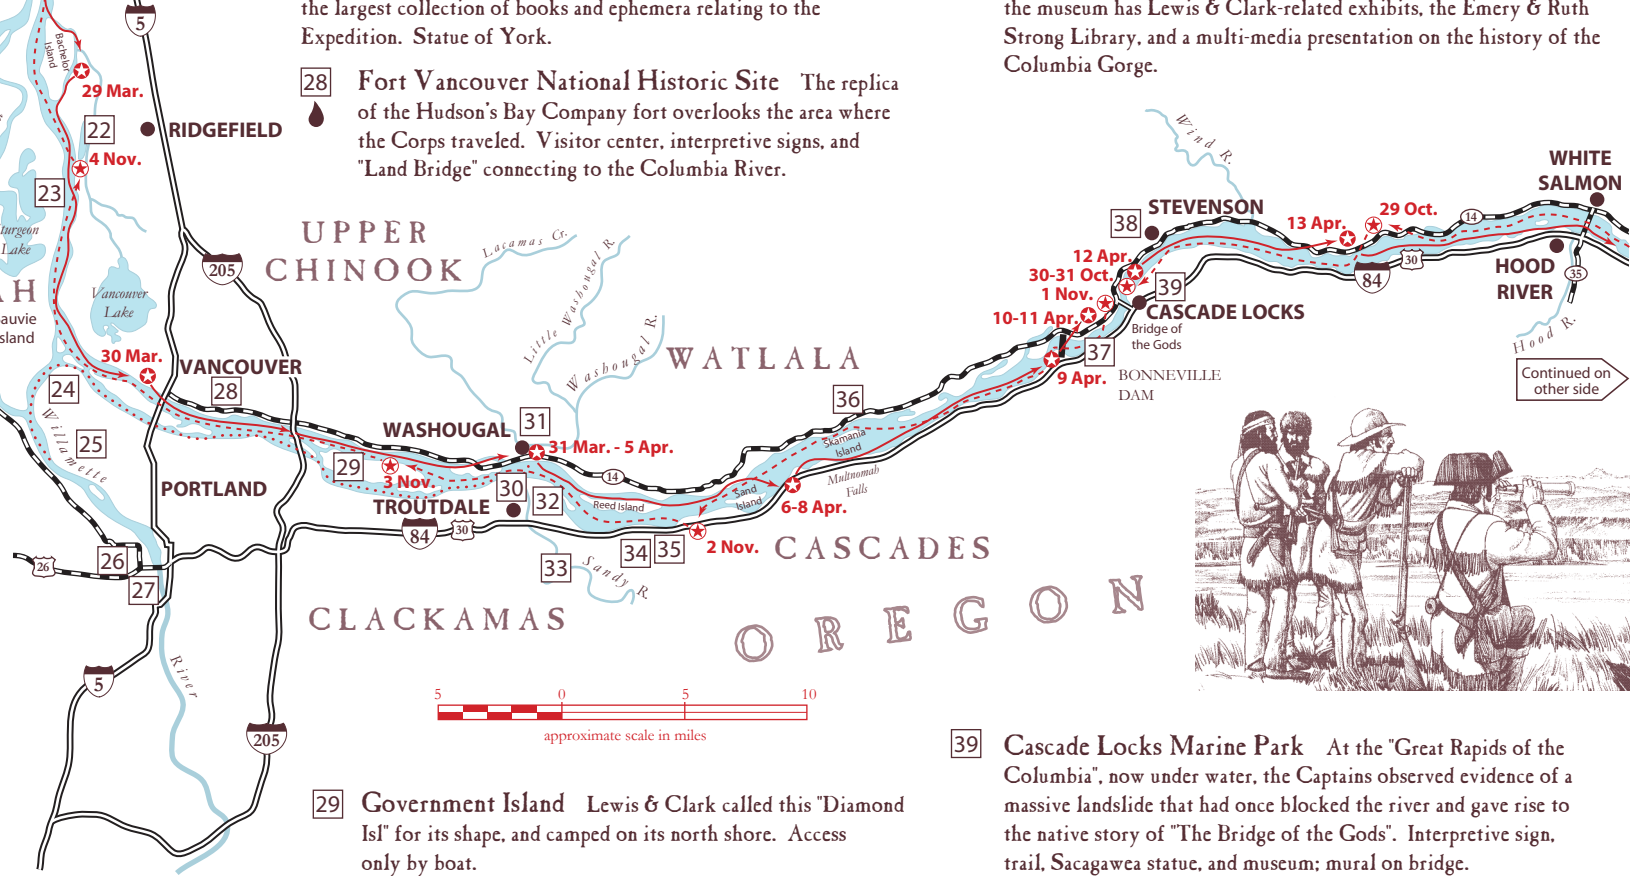 the largest collection of books and ephemera relating to the
Expedition. Statue of York.
28 Fort Vancouver National Historic Site The replica
of the Hudson's Bay Company fort overlooks the area where
the Corps traveled. Visitor center, interpretive signs, and
"Land Bridge" connecting to the Columbia River.
the museum has Lewis & Clark-related exhibits, the Emery & Ruth
Strong Library, and a multi-media presentation on the history of the
Columbia Gorge.
5
Bachelor
Island
29 Mar.
22
RIDGEFIELD
4 Nov.
23
turgeon
Lake
AH
auvie
sland
Vancouver
Lake
205
UPPER
CHINOOK
Lacamas Cr.
Little Washougal R.
Washougal R.
WATLALA
30 Mar.
VANCOUVER
28
24
25
Willamette
PORTLAND
26
26
27
River
5
205
WASHOUGAL
31
31 Mar. - 5 Apr.
29
3 Nov.
30
32
TROUTDALE
84
30
14
Reed Island
Sand
Island
33
Sandy R.
34
35
2 Nov.
6-8 Apr.
36
Skamania
Island
Multnomah
Falls
CASCADES
CLACKAMAS
OREGON
Wind R.
38
STEVENSON
12 Apr.
30-31 Oct.
1 Nov.
10-11 Apr.
39
CASCADE LOCKS
Bridge of
the Gods
37
9 Apr.
BONNEVILLE
DAM
13 Apr.
29 Oct.
14
84
30
WHITE
SALMON
HOOD
RIVER
35
Hood R.
Continued on
other side
5 0 5 10
approximate scale in miles
29 Government Island Lewis & Clark called this "Diamond
Isl" for its shape, and camped on its north shore. Access
only by boat.
39 Cascade Locks Marine Park At the "Great Rapids of the
Columbia", now under water, the Captains observed evidence of a
massive landslide that had once blocked the river and gave rise to
the native story of "The Bridge of the Gods". Interpretive sign,
trail, Sacagawea statue, and museum; mural on bridge.